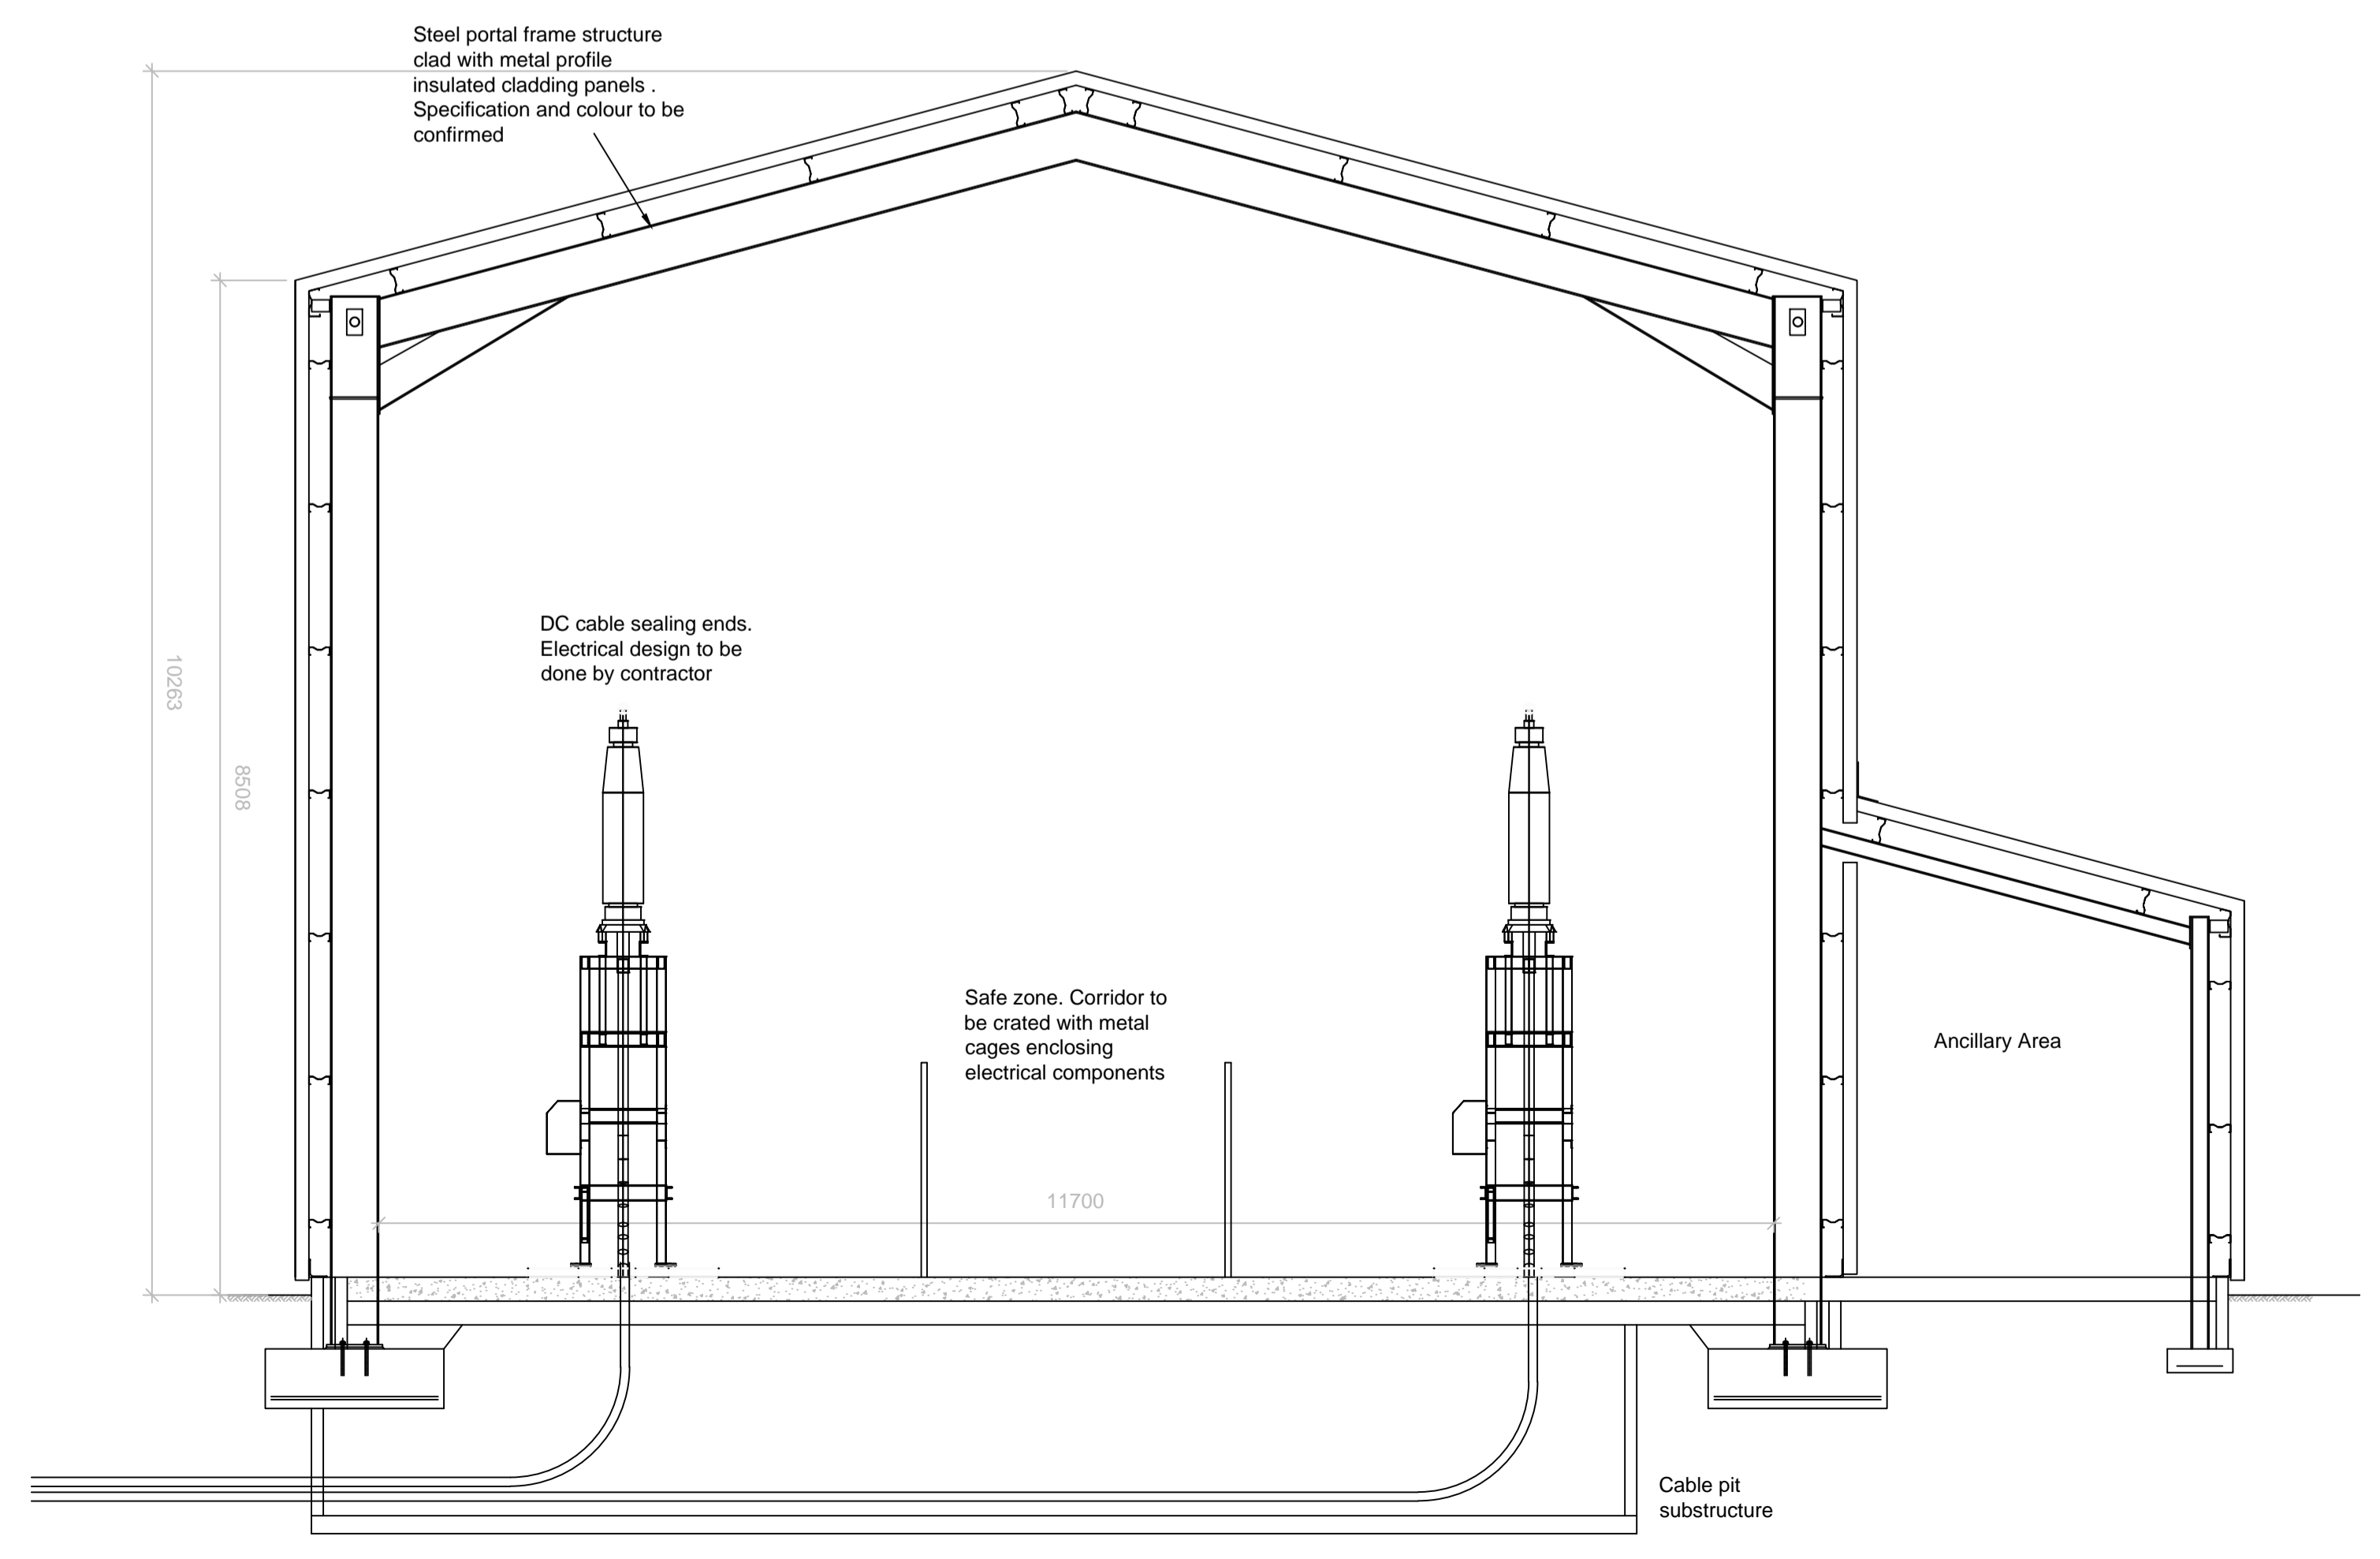 Steel portal frame structure
clad with metal profile
insulated cladding panels .
Specification and colour to be
confirmed
10263
8508
DC cable sealing ends.
Electrical design to be
done by contractor
Safe zone. Corridor to
be crated with metal
cages enclosing
electrical components
Ancillary Area
11700
Cable pit
substructure